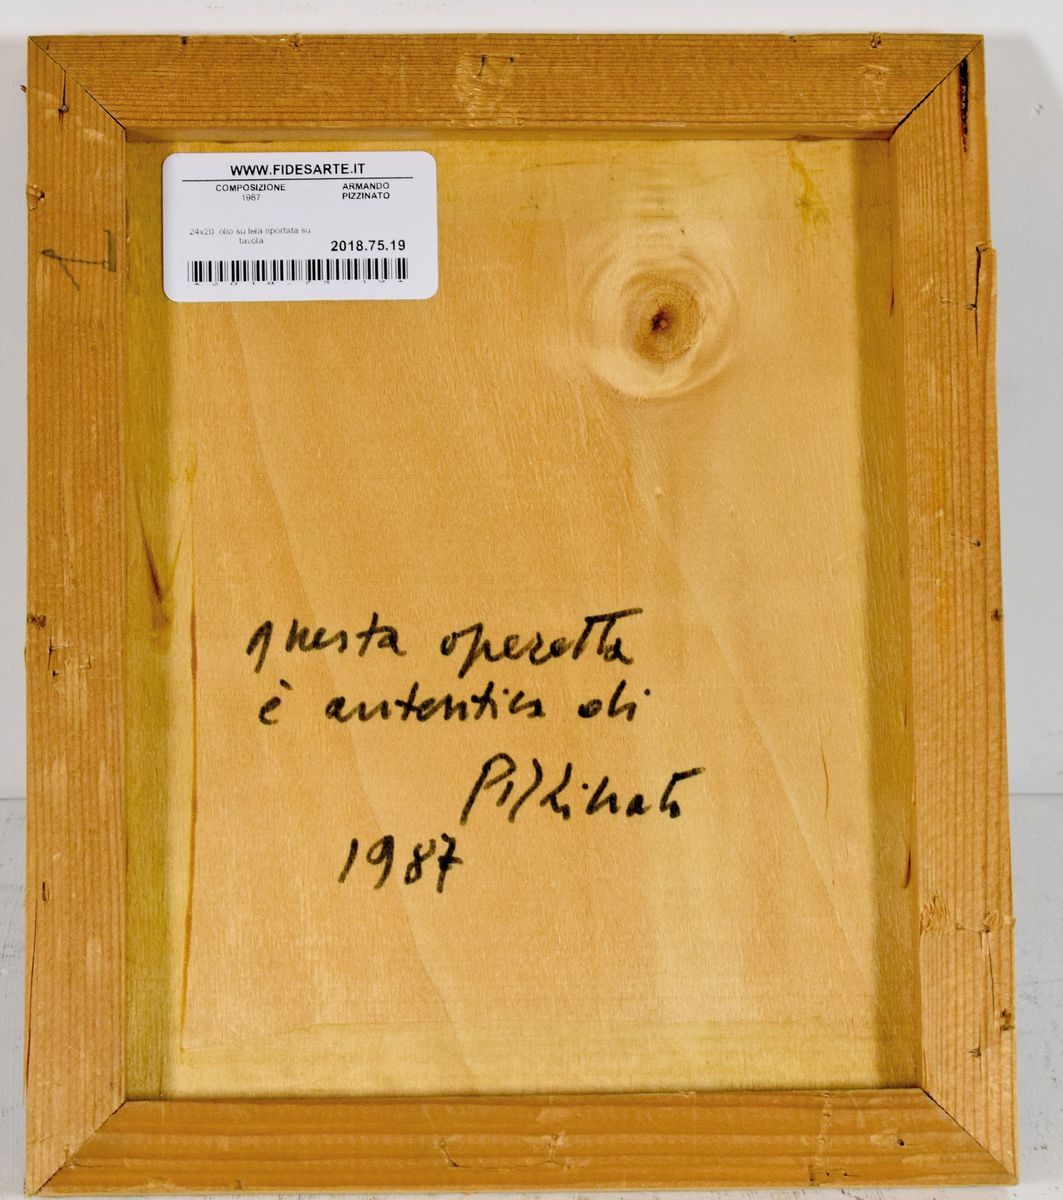 WWW.FIDESARTE.IT
COMPOSIZIONE
1987
ARMANDO
PIZZINATO
24x20 olio su tela riportata su
tavola
2018.75.19
questa operetta
è autentica di
Pizzinato
1987